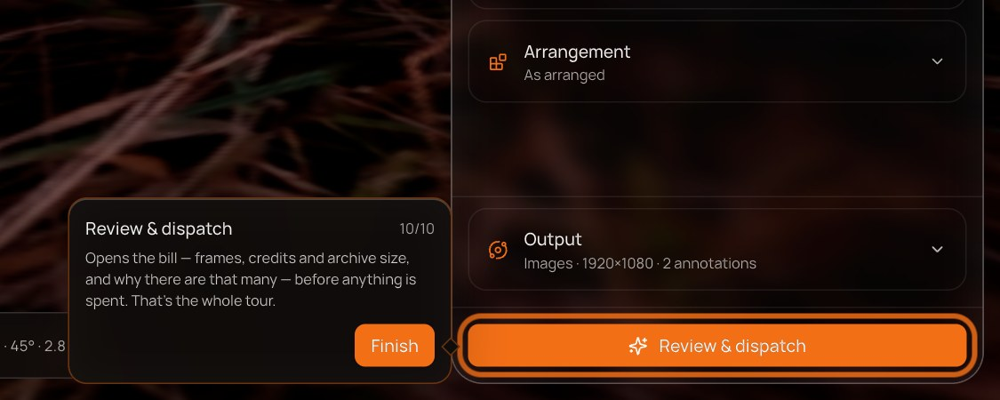 Arrangement
As arranged
Review & dispatch 10/10
Opens the bill — frames, credits and archive size,
and why there are that many — before anything is
spent. That's the whole tour.
Finish
Output
Images · 1920×1080 · 2 annotations
· 45° · 2.8
Review & dispatch